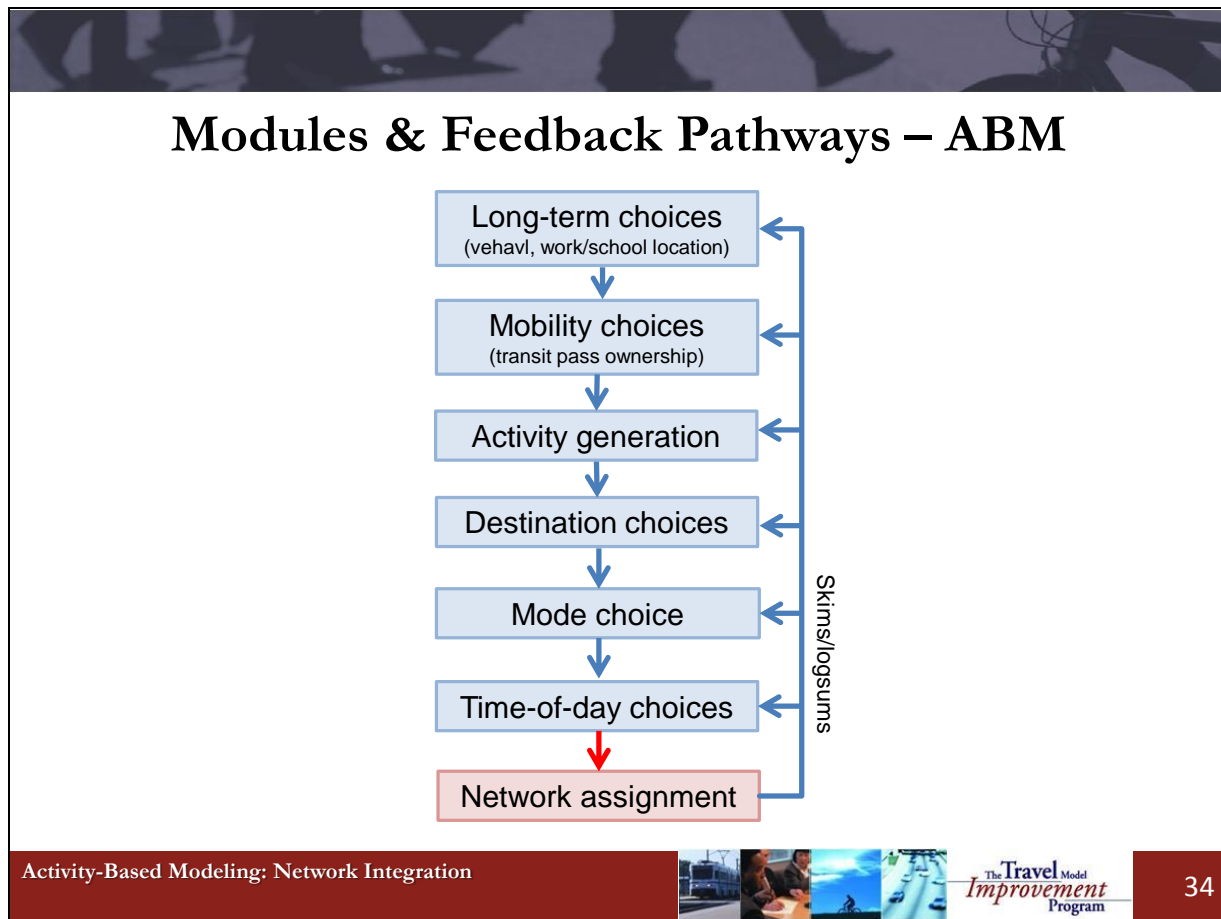 Modules & Feedback Pathways – ABM
Long-term choices
(vehavl, work/school location)
Mobility choices
(transit pass ownership)
Activity generation
Destination choices
Mode choice
Time-of-day choices
Network assignment
Skims/logsums
Activity-Based Modeling: Network Integration
The Travel Model
Improvement
Program
34